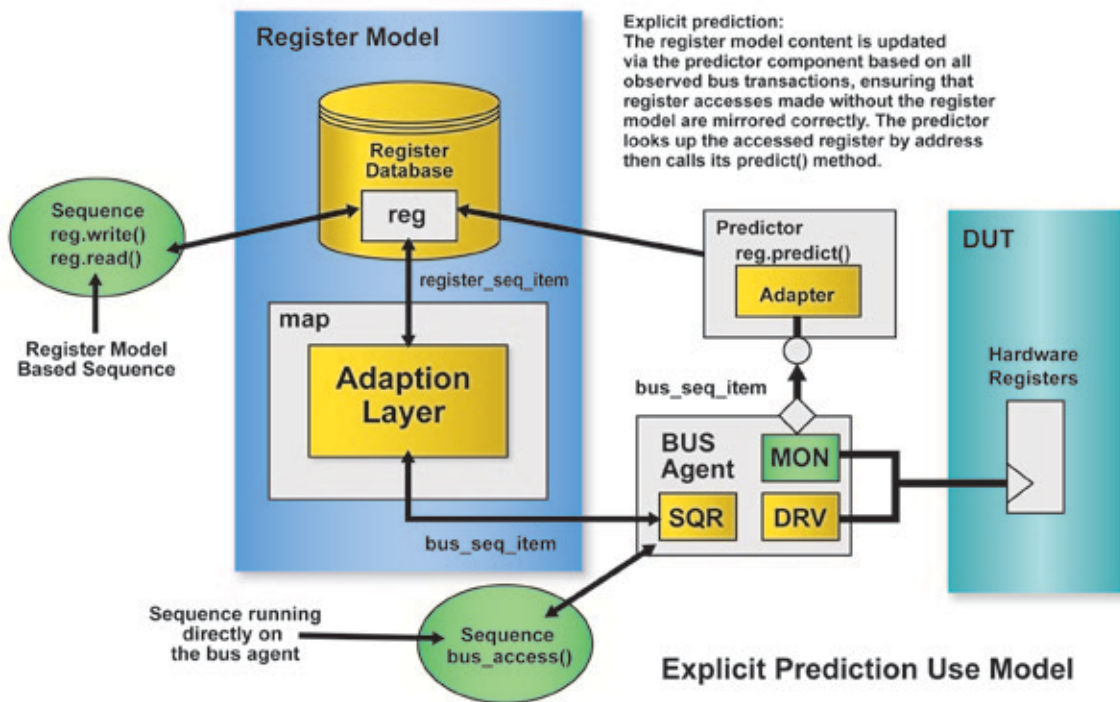 Explicit prediction:
The register model content is updated
via the predictor component based on all
observed bus transactions, ensuring that
register accesses made without the register
model are mirrored correctly. The predictor
looks up the accessed register by address
then calls its predict() method.
Register Model
Register
Database
reg
Sequence
reg.write()
reg.read()
Register Model
Based Sequence
register_seq_item
map
Adaption
Layer
bus_seq_item
Predictor
reg.predict()
Adapter
bus_seq_item
BUS
Agent
MON
SQR
DRV
DUT
Hardware
Registers
Sequence running
directly on
the bus agent
Sequence
bus_access()
Explicit Prediction Use Model